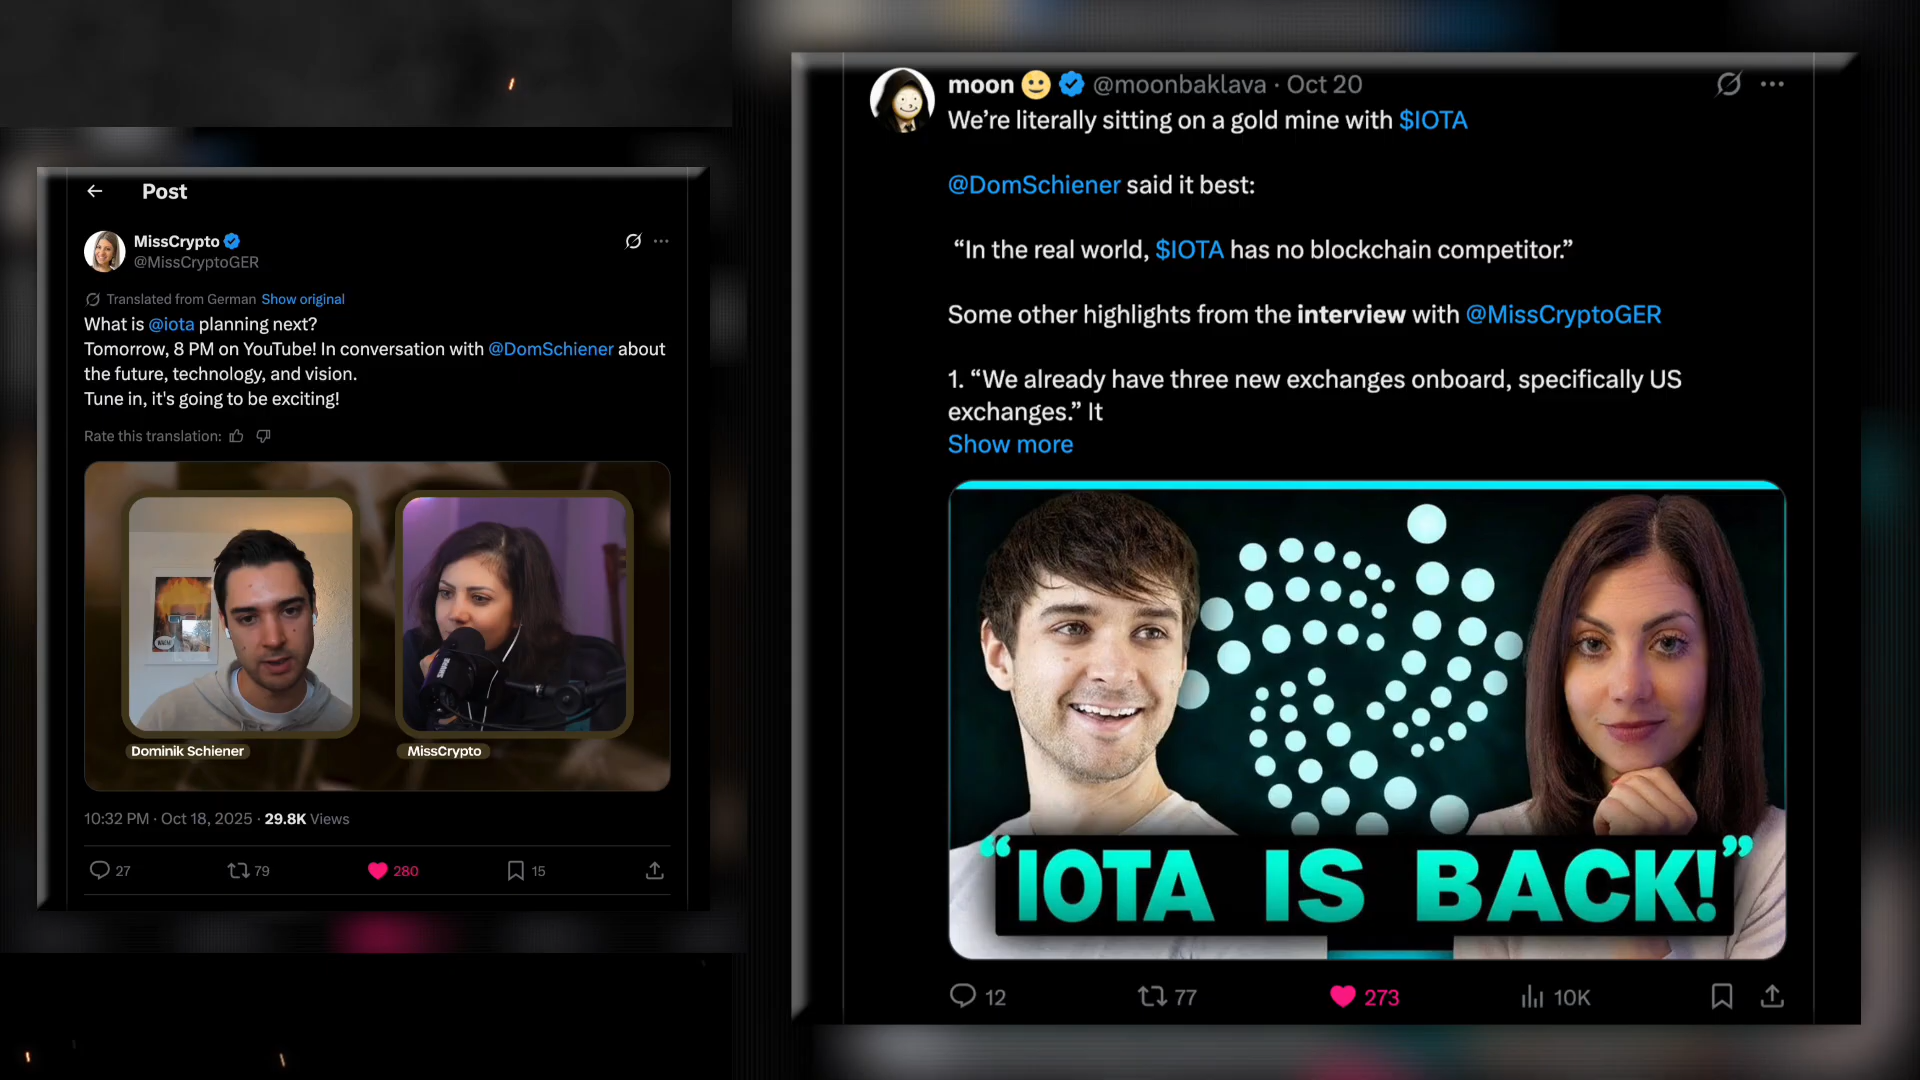 Post
MissCrypto
@MissCryptoGER
Translated from German Show original
What is @iota planning next?
Tomorrow, 8 PM on YouTube! In conversation with @DomSchiener about
the future, technology, and vision.
Tune in, it's going to be exciting!
Rate this translation:
Dominik Schiener
MissCrypto
10:32 PM · Oct 18, 2025 · 29.8K Views
27 79 280 15
moon 🙂 @moonbaklava · Oct 20
We’re literally sitting on a gold mine with $IOTA
@DomSchiener said it best:
“In the real world, $IOTA has no blockchain competitor.”
Some other highlights from the interview with @MissCryptoGER
1. “We already have three new exchanges onboard, specifically US
exchanges.” It
Show more
“IOTA IS BACK!”
12 77 273 10K